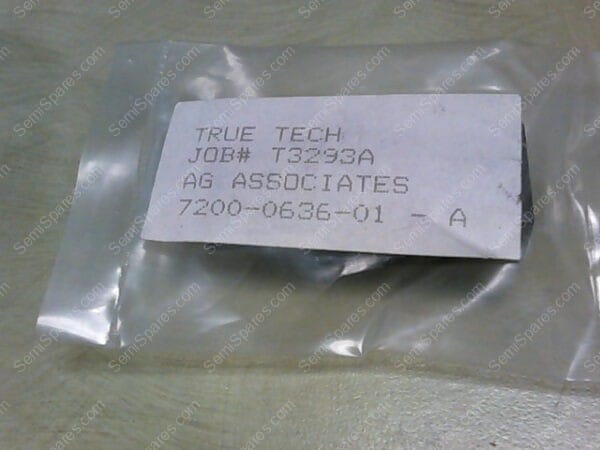 TRUE TECH
JOB# T3293A
AG ASSOCIATES
7200-0636-01 - A
SemiSpares.com